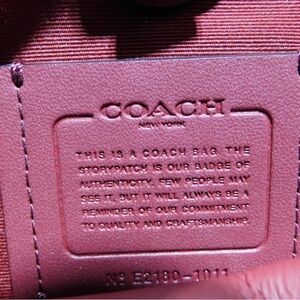 COACH
NEW YORK
THIS IS A COACH BAG. THE
STORYPATCH IS OUR BADGE OF
AUTHENTICITY. FEW PEOPLE MAY
SEE IT, BUT IT WILL ALWAYS BE A
REMINDER OF OUR COMMITMENT
TO QUALITY AND CRAFTSMANSHIP.
Nº E2180-1011